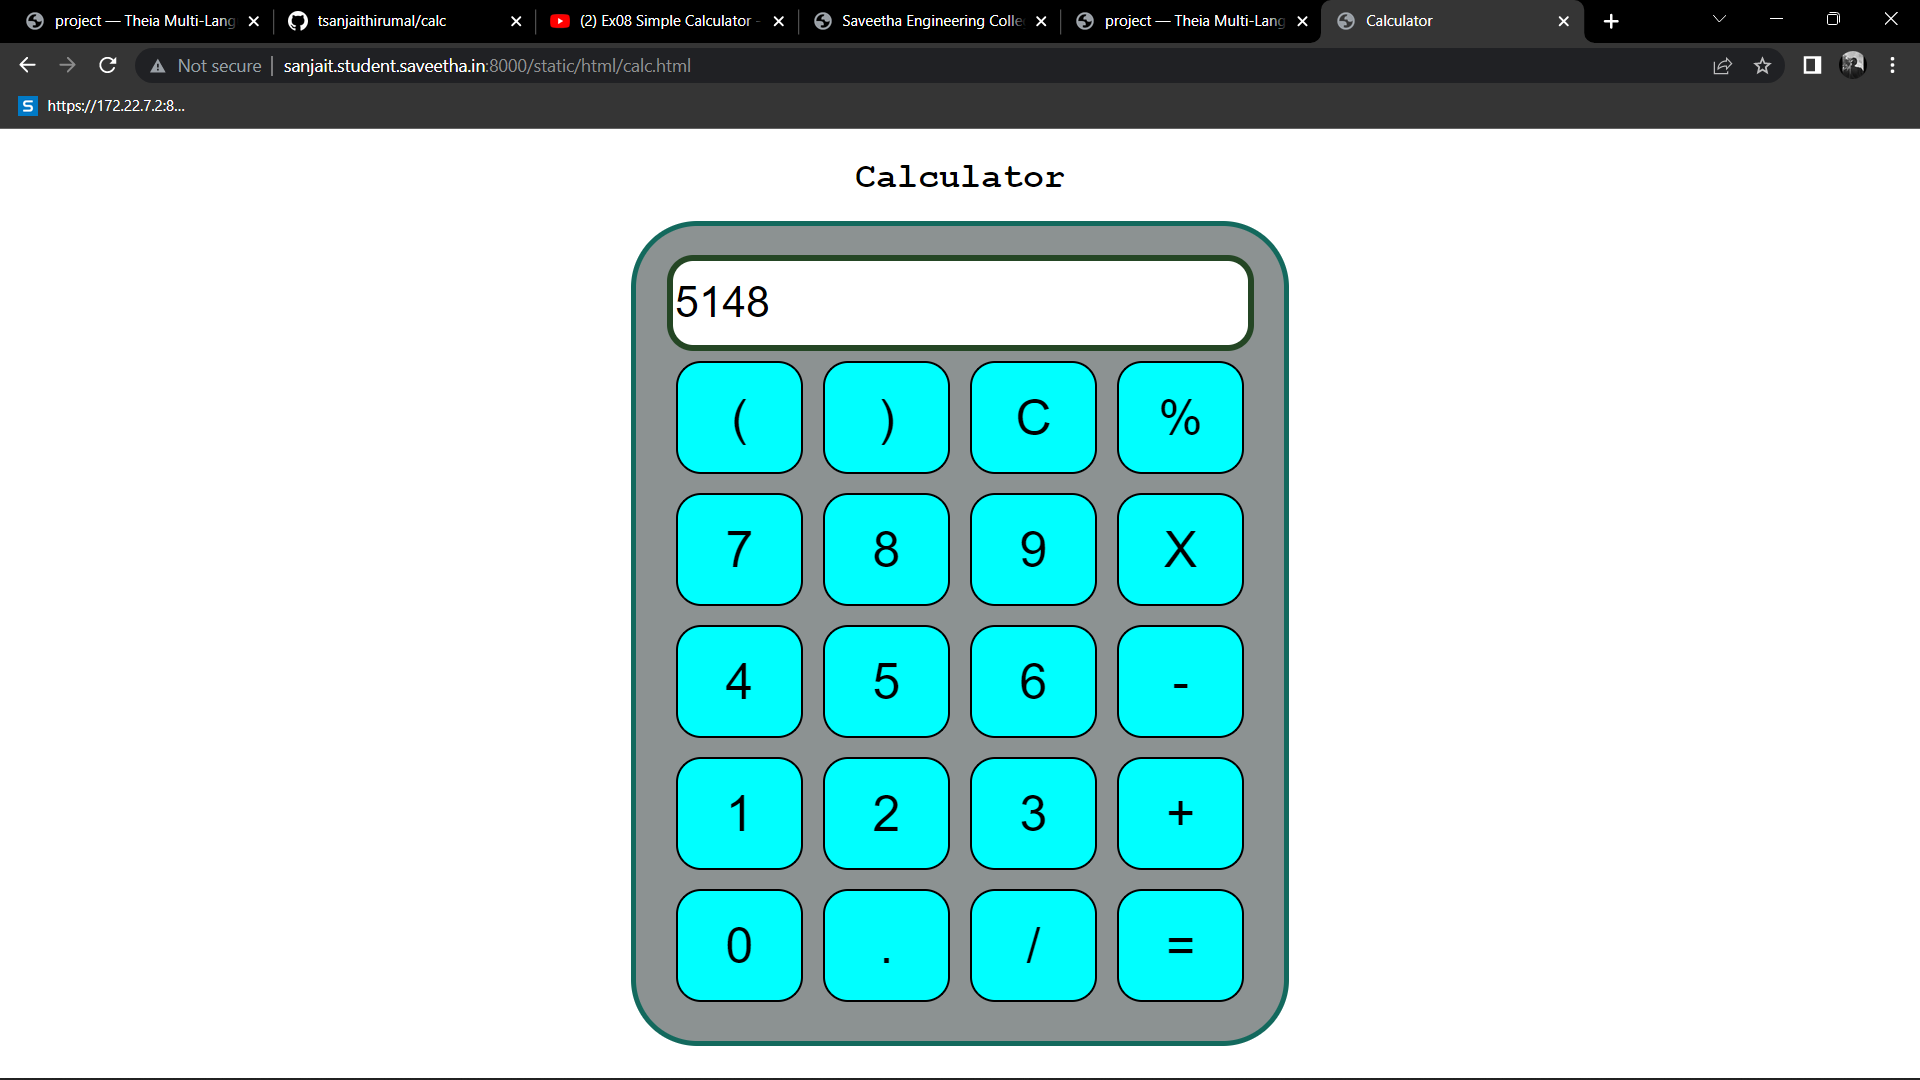 project — Theia Multi-Lang
tsanjaithirumal/calc
(2) Ex08 Simple Calculator -
Saveetha Engineering Colle
project — Theia Multi-Lang
Calculator
Not secure
sanjait.student.saveetha.in:8000/static/html/calc.html
S
https://172.22.7.2:8...
Calculator
5148
( ) C %
7 8 9 X
4 5 6 -
1 2 3 +
0 . / =